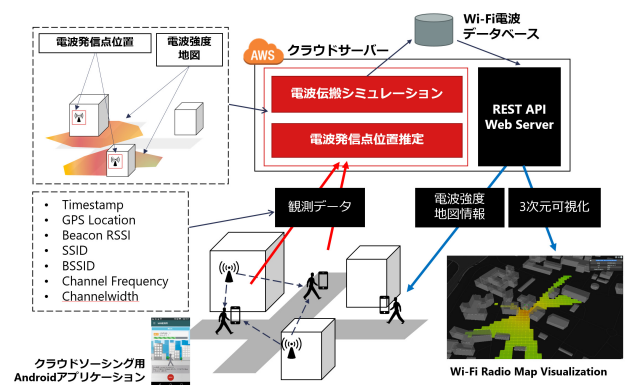 電波発信点位置
電波強度
地図
AWS
クラウドサーバー
Wi-Fi電波
データベース
電波伝搬シミュレーション
電波発信点位置推定
REST API
Web Server
Timestamp
GPS Location
Beacon RSSI
SSID
BSSID
Channel Frequency
Channelwidth
観測データ
電波強度
地図情報
3次元可視化
クラウドソーシング用
Androidアプリケーション
Wi-Fi Radio Map Visualization